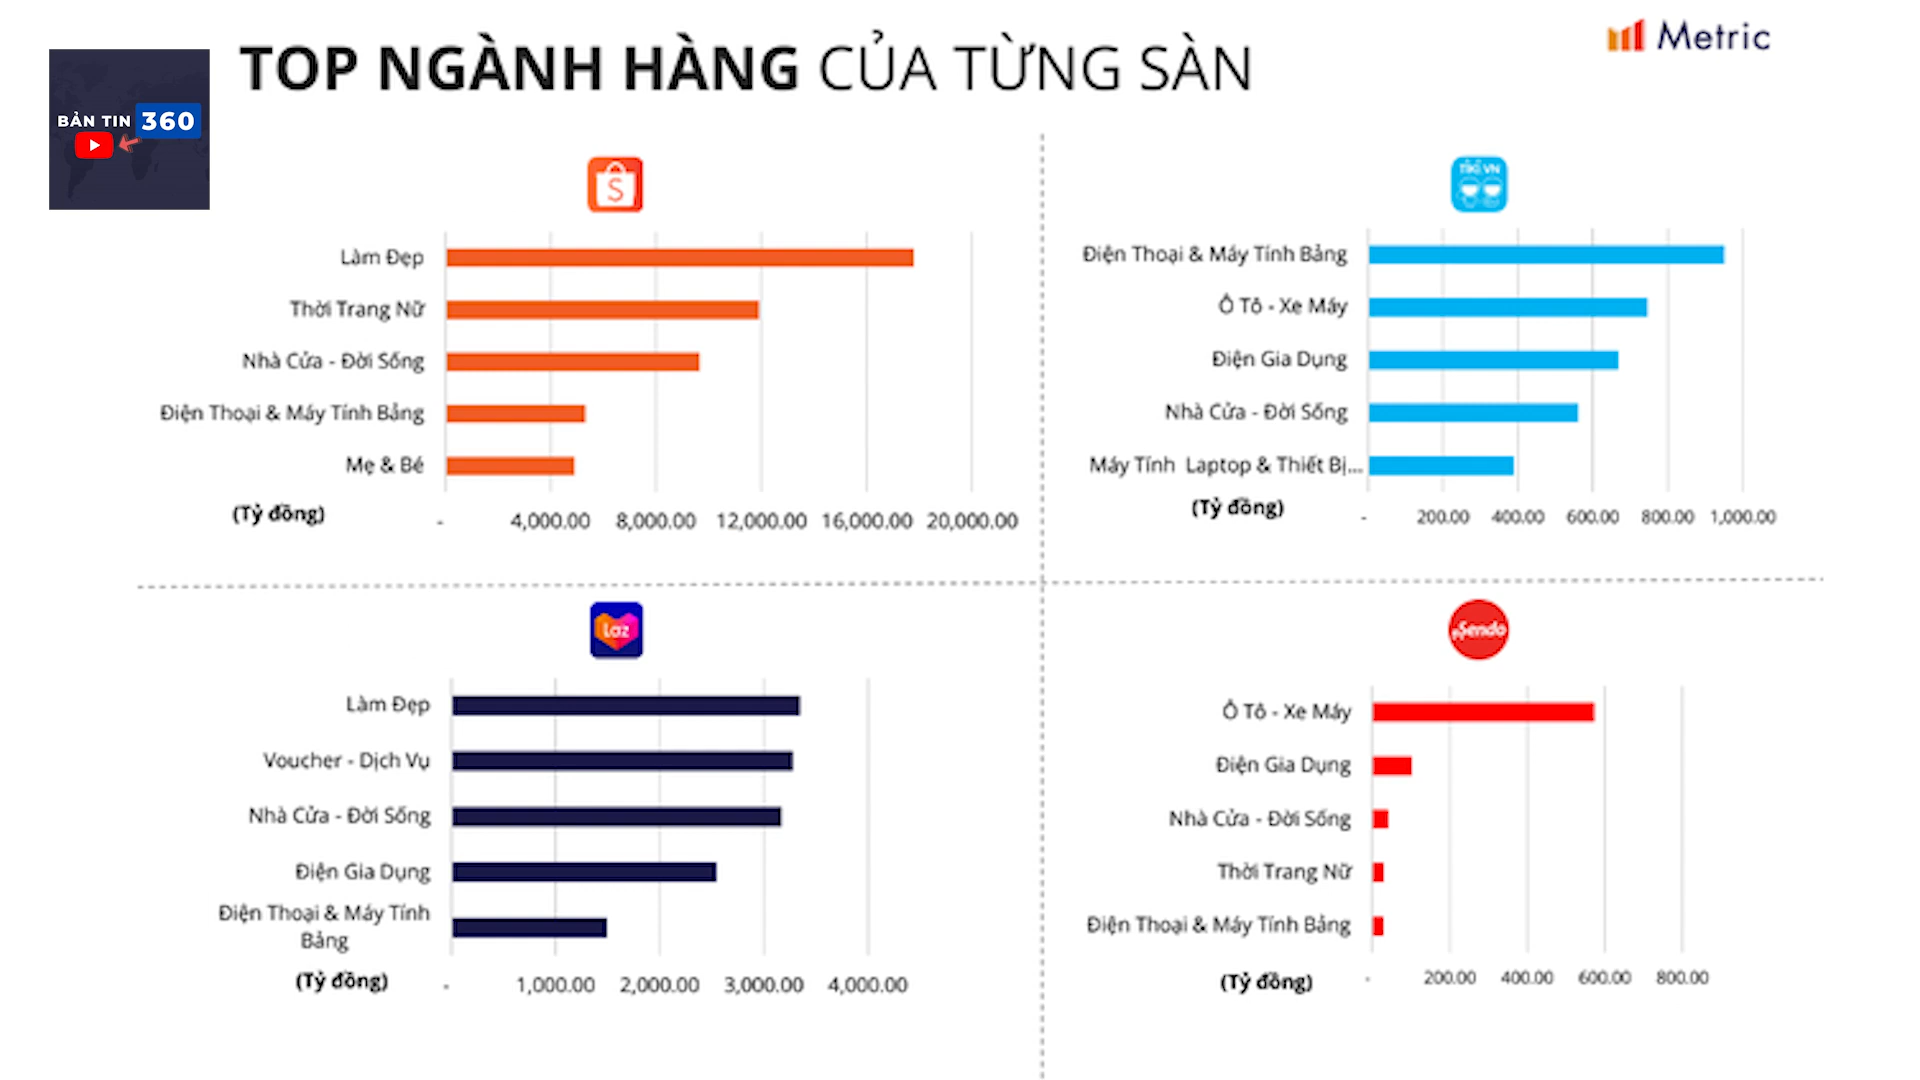 TOP NGÀNH HÀNG CỦA TỪNG SÀN
Metric
BẢN TIN 360
S
Làm Đẹp
Thời Trang Nữ
Nhà Cửa - Đời Sống
Điện Thoại & Máy Tính Bảng
Mẹ & Bé
(Tỷ đồng)
- 4,000.00 8,000.00 12,000.00 16,000.00 20,000.00
Điện Thoại & Máy Tính Bảng
Ô Tô - Xe Máy
Điện Gia Dụng
Nhà Cửa - Đời Sống
Máy Tính Laptop & Thiết Bị...
(Tỷ đồng)
- 200.00 400.00 600.00 800.00 1,000.00
Laz
Làm Đẹp
Voucher - Dịch Vụ
Nhà Cửa - Đời Sống
Điện Gia Dụng
Điện Thoại & Máy Tính
Bảng
(Tỷ đồng)
- 1,000.00 2,000.00 3,000.00 4,000.00
Sendo
Ô Tô - Xe Máy
Điện Gia Dụng
Nhà Cửa - Đời Sống
Thời Trang Nữ
Điện Thoại & Máy Tính Bảng
(Tỷ đồng)
- 200.00 400.00 600.00 800.00